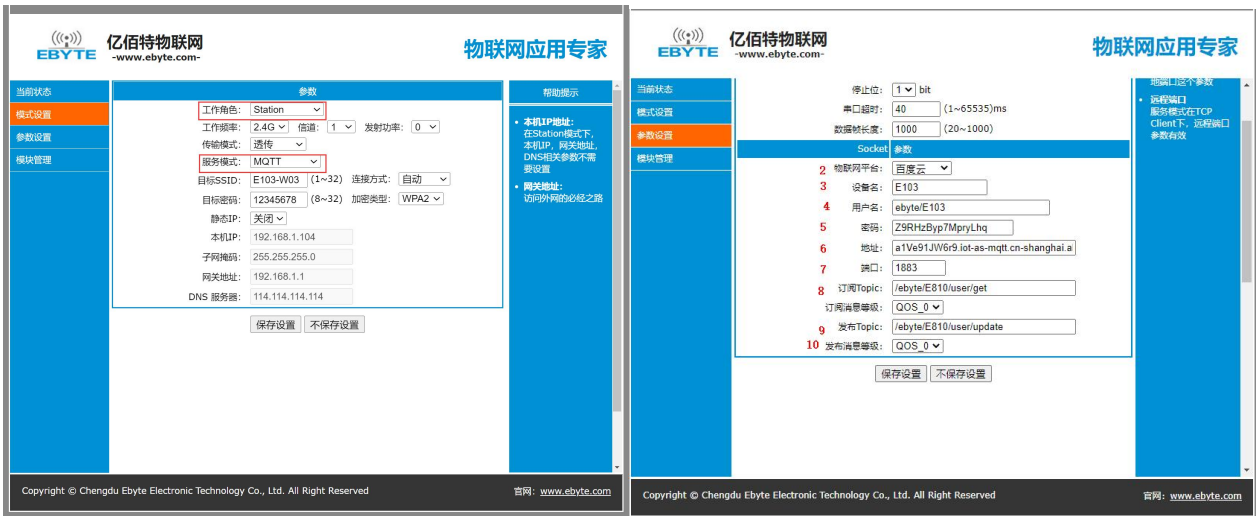 EBYTE 亿佰特物联网
-www.ebyte.com-
物联网应用专家
当前状态
模式设置
参数设置
模块管理
参数
工作角色: Station
工作频率: 2.4G 信道: 1 发射功率: 0
传输模式: 透传
服务模式: MQTT
目标SSID: E103-W03 (1~32) 连接方式: 自动
目标密码: 12345678 (8~32) 加密类型: WPA2
静态IP: 关闭
本机IP: 192.168.1.104
子网掩码: 255.255.255.0
网关地址: 192.168.1.1
DNS 服务器: 114.114.114.114
保存设置 不保存设置
帮助提示
• 本机IP地址:
在Station模式下,
本机IP, 网关地址,
DNS相关参数不需
要设置
• 网关地址:
访问外网的必经之路
Copyright © Chengdu Ebyte Electronic Technology Co., Ltd. All Right Reserved
官网: www.ebyte.com
EBYTE 亿佰特物联网
-www.ebyte.com-
物联网应用专家
当前状态
模式设置
参数设置
模块管理
停止位: 1 bit
串口超时: 40 (1~65535)ms
数据帧长度: 1000 (20~1000)
Socket 参数
2 物联网平台: 百度云
3 设备名: E103
4 用户名: ebyte/E103
5 密码: Z9RHzByp7MpryLhq
6 地址: a1Ve91JW6r9.iot-as-mqtt.cn-shanghai.a
7 端口: 1883
8 订阅Topic: /ebyte/E810/user/get
订阅消息等级: QOS_0
9 发布Topic: /ebyte/E810/user/update
10 发布消息等级: QOS_0
保存设置 不保存设置
地端口这个参数
• 远程端口
服务模式在TCP
Client下, 远程端口
参数有效
Copyright © Chengdu Ebyte Electronic Technology Co., Ltd. All Right Reserved
官网: www.ebyte.com